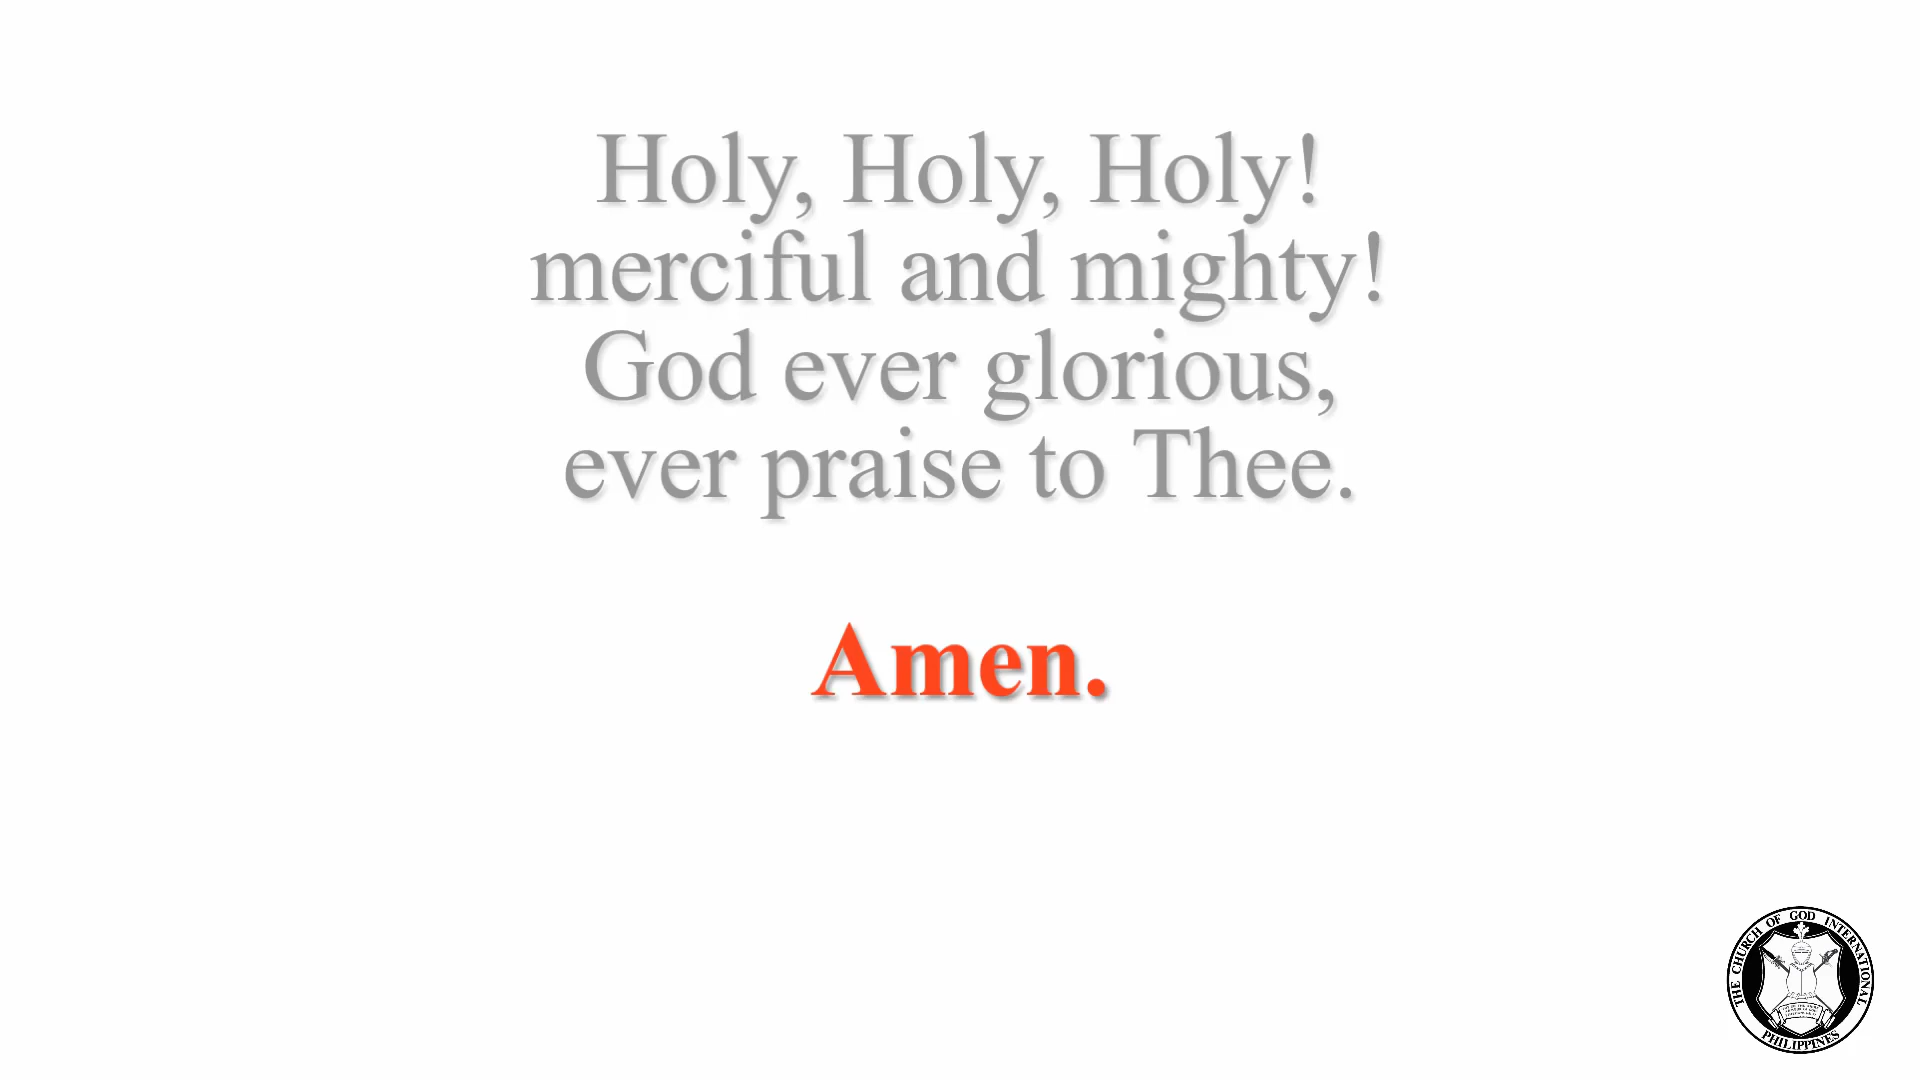 Holy, Holy, Holy!
merciful and mighty!
God ever glorious,
ever praise to Thee.
Amen.
THE CHURCH OF GOD INTERNATIONAL
PHILIPPINES